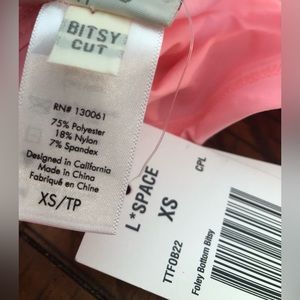 BITSY
CUT
RN# 130061
75% Polyester
18% Nylon
7% Spandex
Designed in California
Made in China
Fabriqué en Chine
XS/TP
L*SPACE
XS
CPL
TTFOB22
Foley Bottom Bitsy